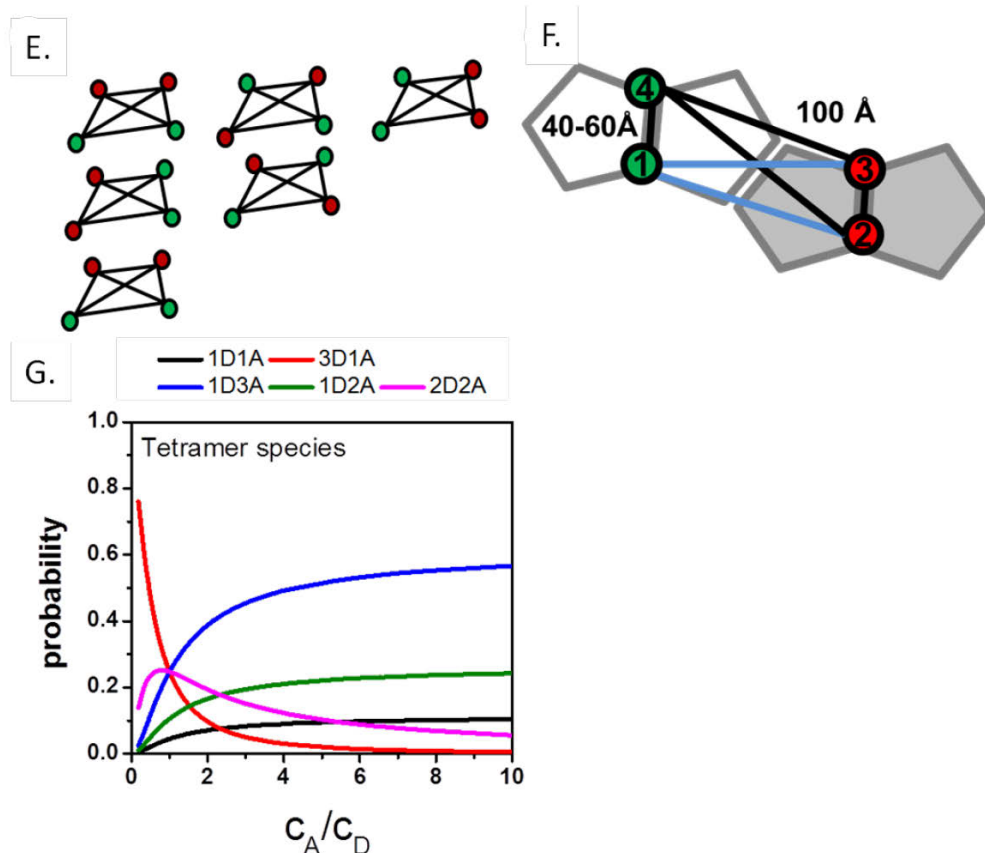 E.
F.
4
40-60Å
1
100 Å
3
2
G.
1D1A 3D1A
1D3A 1D2A 2D2A
Tetramer species
probability
1.0
0.8
0.6
0.4
0.2
0.0
0 2 4 6 8 10
cA/cD